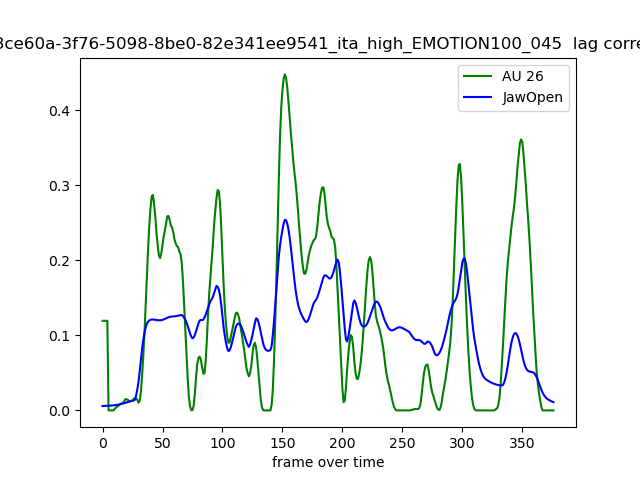 3ce60a-3f76-5098-8be0-82e341ee9541_ita_high_EMOTION100_045 lag corre
AU 26
JawOpen
0.4
0.3
0.2
0.1
0.0
0 50 100 150 200 250 300 350
frame over time